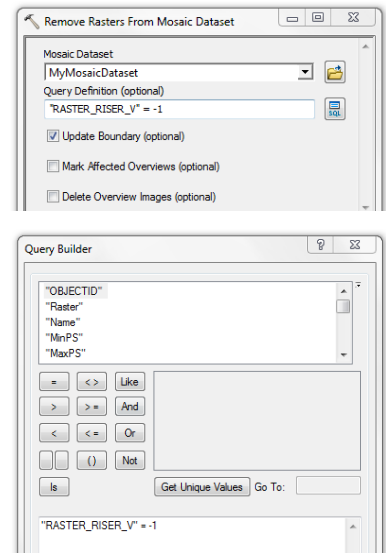 Remove Rasters From Mosaic Dataset
Mosaic Dataset
MyMosaicDataset
Query Definition (optional)
"RASTER_RISER_V" = -1
SQL
Update Boundary (optional)
Mark Affected Overviews (optional)
Delete Overview Images (optional)
Query Builder
?
"OBJECTID"
"Raster"
"Name"
"MinPS"
"MaxPS"
= < > Like
> > = And
< < = Or
( ) Not
Is Get Unique Values Go To:
"RASTER_RISER_V" = -1